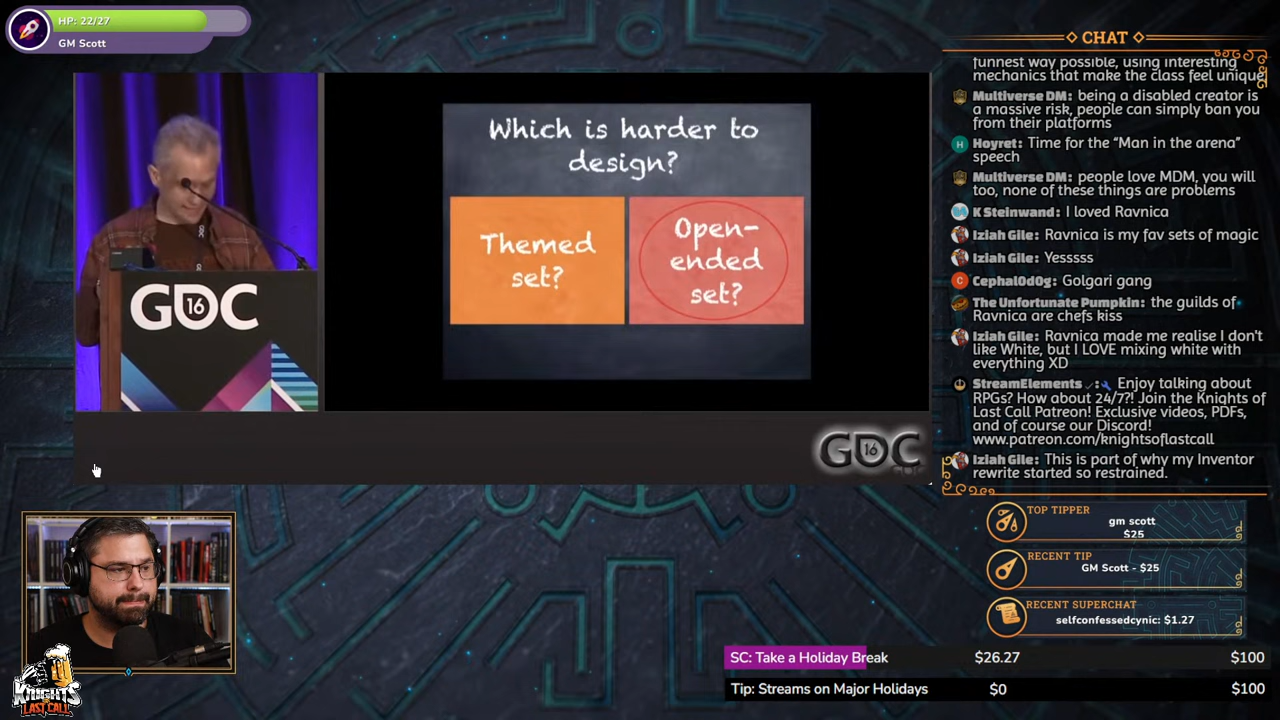 HP: 22/27
GM Scott
GDC
16
Which is harder to
design?
Themed
set?
Open-
ended
set?
GDC
16
CHAT
funnest way possible, using interesting
mechanics that make the class feel unique
Multiverse DM: being a disabled creator is
a massive risk, people can simply ban you
from their platforms
H Hoyret: Time for the “Man in the arena”
speech
Multiverse DM: people love MDM, you will
too, none of these things are problems
K Steinwand: I loved Ravnica
Iziah Gile: Ravnica is my fav sets of magic
Iziah Gile: Yesssss
C Cephal0d0g: Golgari gang
The Unfortunate Pumpkin: the guilds of
Ravnica are chefs kiss
Iziah Gile: Ravnica made me realise I don't
like White, but I LOVE mixing white with
everything XD
StreamElements: Enjoy talking about
RPGs? How about 24/7?! Join the Knights of
Last Call Patreon! Exclusive videos, PDFs,
and of course our Discord!
www.patreon.com/knightsoflastcall
Iziah Gile: This is part of why my Inventor
rewrite started so restrained.
TOP TIPPER
gm scott
$25
RECENT TIP
GM Scott - $25
RECENT SUPERCHAT
selfconfessedcynic: $1.27
SC: Take a Holiday Break $26.27 $100
Tip: Streams on Major Holidays $0 $100
KNIGHTS
LAST CALL